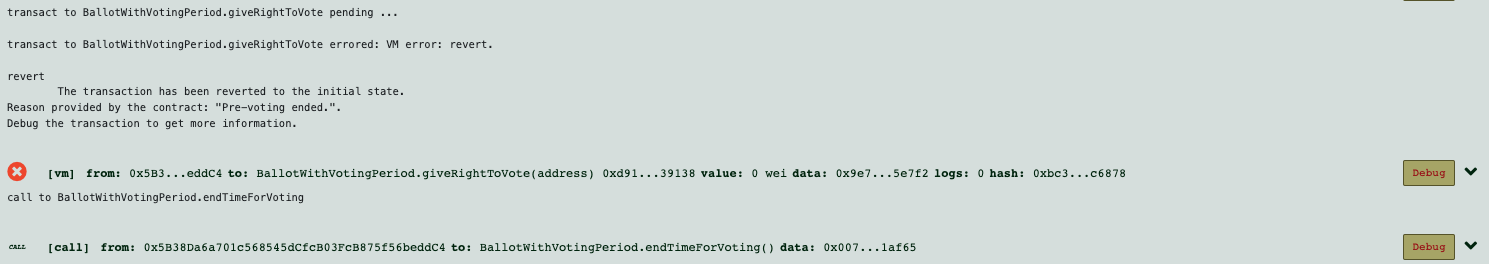 transact to BallotWithVotingPeriod.giveRightToVote pending ...
transact to BallotWithVotingPeriod.giveRightToVote errored: VM error: revert.
revert
The transaction has been reverted to the initial state.
Reason provided by the contract: "Pre-voting ended.".
Debug the transaction to get more information.
[vm] from: 0x5B3...eddC4 to: BallotWithVotingPeriod.giveRightToVote(address) 0xd91...39138 value: 0 wei data: 0x9e7...5e7f2 logs: 0 hash: 0xbc3...c6878 Debug
call to BallotWithVotingPeriod.endTimeForVoting
CALL [call] from: 0x5B38Da6a701c568545dCfcB03FcB875f56beddC4 to: BallotWithVotingPeriod.endTimeForVoting() data: 0x007...1af65 Debug